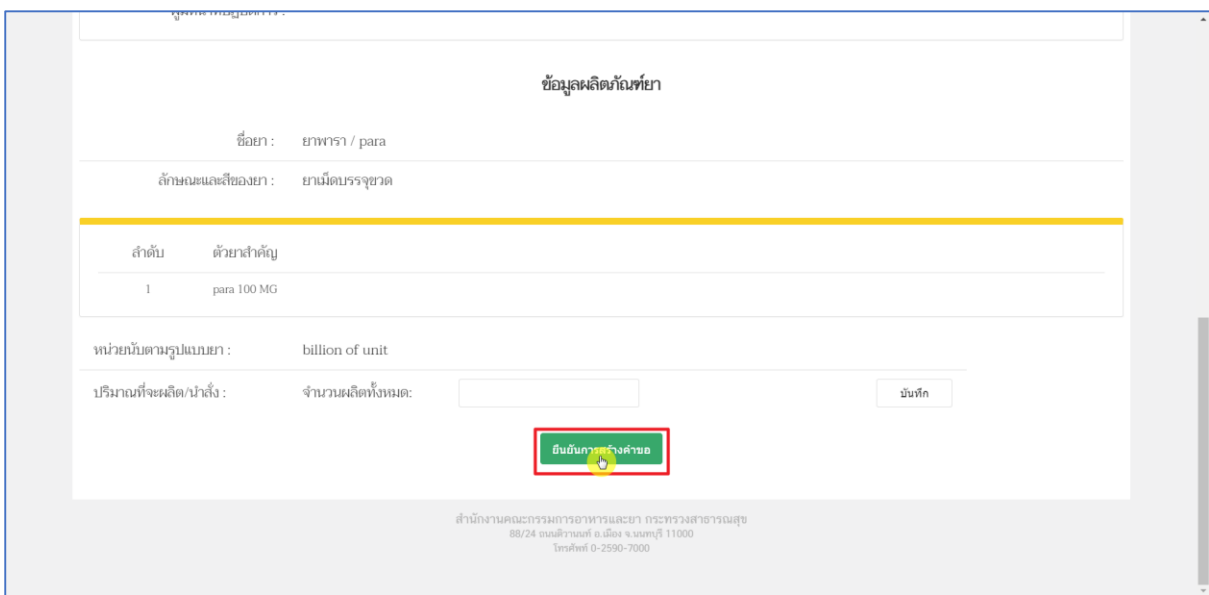 ข้อมูลผลิตภัณฑ์ยา
ชื่อยา : ยาพารา / para
ลักษณะและสีของยา : ยาเม็ดบรรจุขวด
ลำดับ ตัวยาสำคัญ
1 para 100 MG
หน่วยนับตามรูปแบบยา : billion of unit
ปริมาณที่จะผลิต/นำสั่ง : จำนวนผลิตทั้งหมด: บันทึก
ยืนยันการสร้างคำขอ
สำนักงานคณะกรรมการอาหารและยา กระทรวงสาธารณสุข
88/24 ถนนติวานนท์ อ.เมือง จ.นนทบุรี 11000
โทรศัพท์ 0-2590-7000